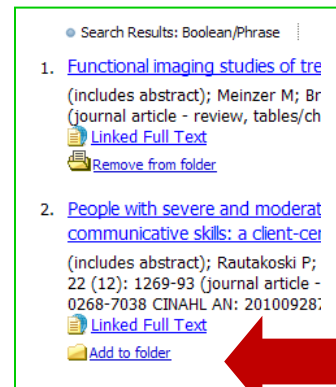 Search Results: Boolean/Phrase
1. Functional imaging studies of tre
(includes abstract); Meinzer M; Br
(journal article - review, tables/ch
Linked Full Text
Remove from folder
2. People with severe and moderat
communicative skills: a client-cer
(includes abstract); Rautakoski P;
22 (12): 1269-93 (journal article -
0268-7038 CINAHL AN: 201009287
Linked Full Text
Add to folder